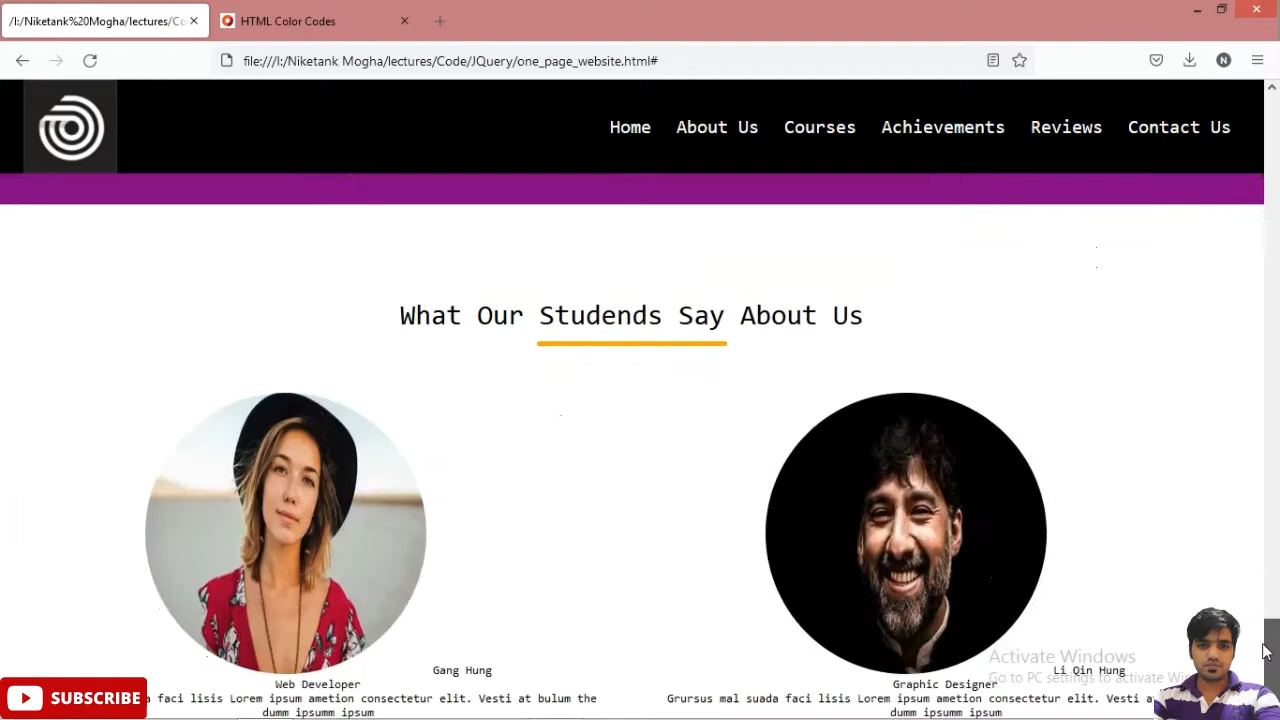 /I:/Niketank%20Mogha/lectures/Co
HTML Color Codes
file:///I:/Niketank Mogha/lectures/Code/JQuery/one_page_website.html#
N
Home About Us Courses Achievements Reviews Contact Us
What Our Studends Say About Us
Gang Hung
Web Developer
a faci lisis Lorem ipsum ametion consectetur elit. Vesti at bulum the
dumm ipsumm ipsum
Li Qin Hung
Graphic Designer
Grursus mal suada faci lisis Lorem ipsum ametion consectetur elit. Vesti a
dumm ipsumm ipsum
Activate Windows
Go to PC settings to activate Wi
SUBSCRIBE